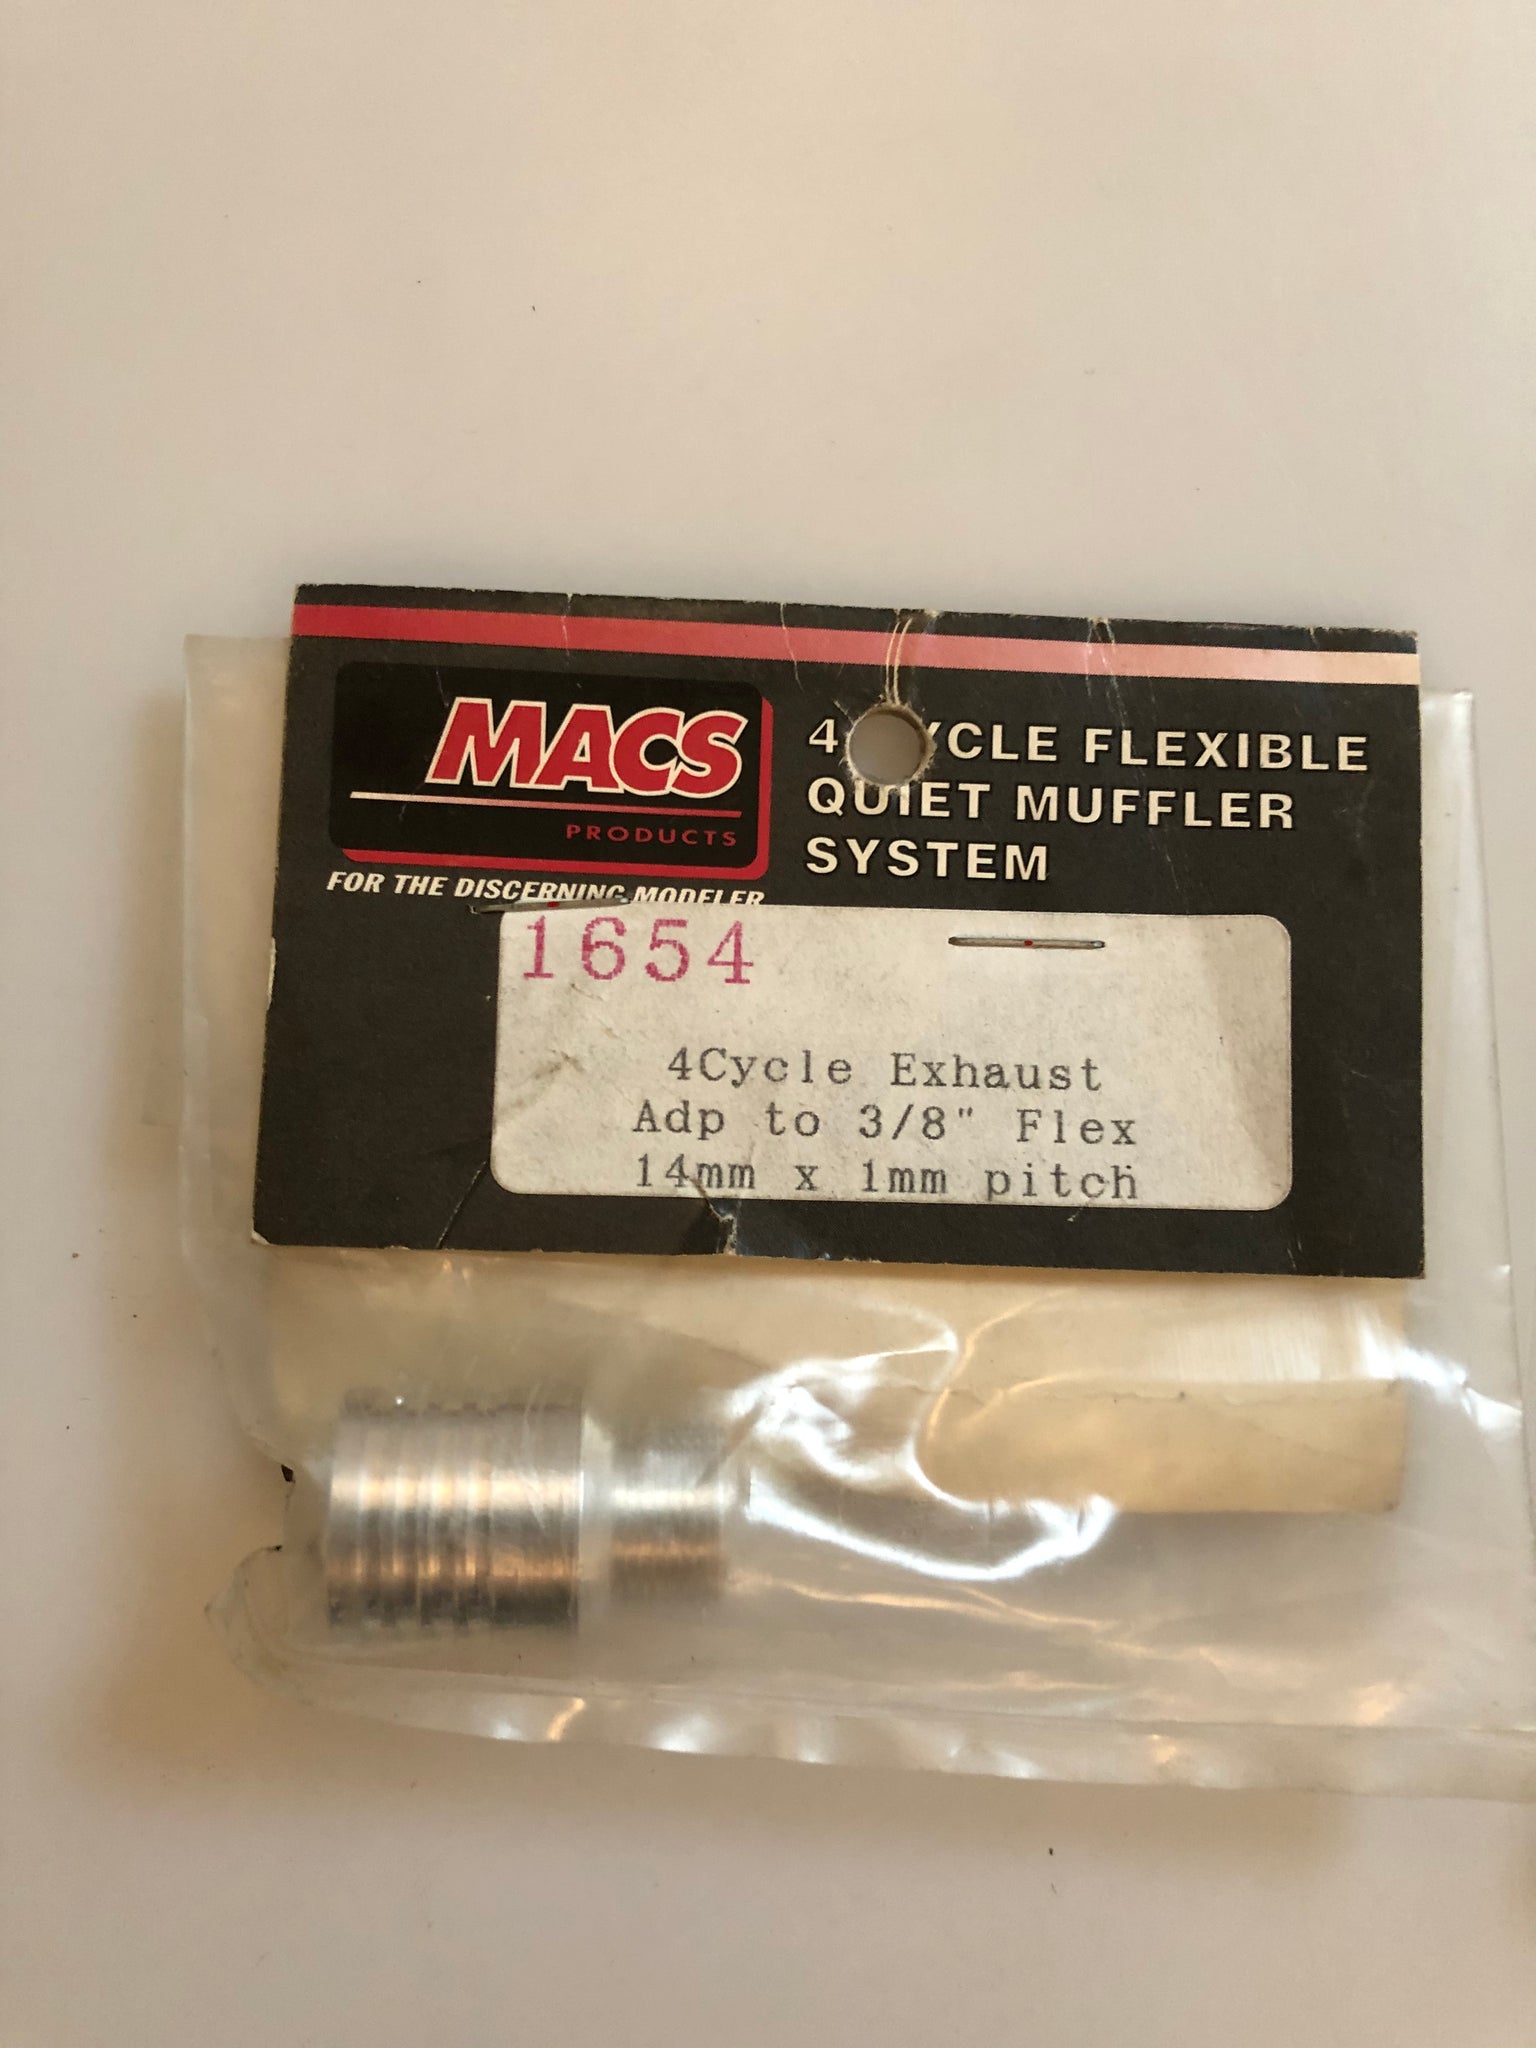 MACS
PRODUCTS
FOR THE DISCERNING MODELER
4 CYCLE FLEXIBLE
QUIET MUFFLER
SYSTEM
1654
4Cycle Exhaust
Adp to 3/8" Flex
14mm x 1mm pitch